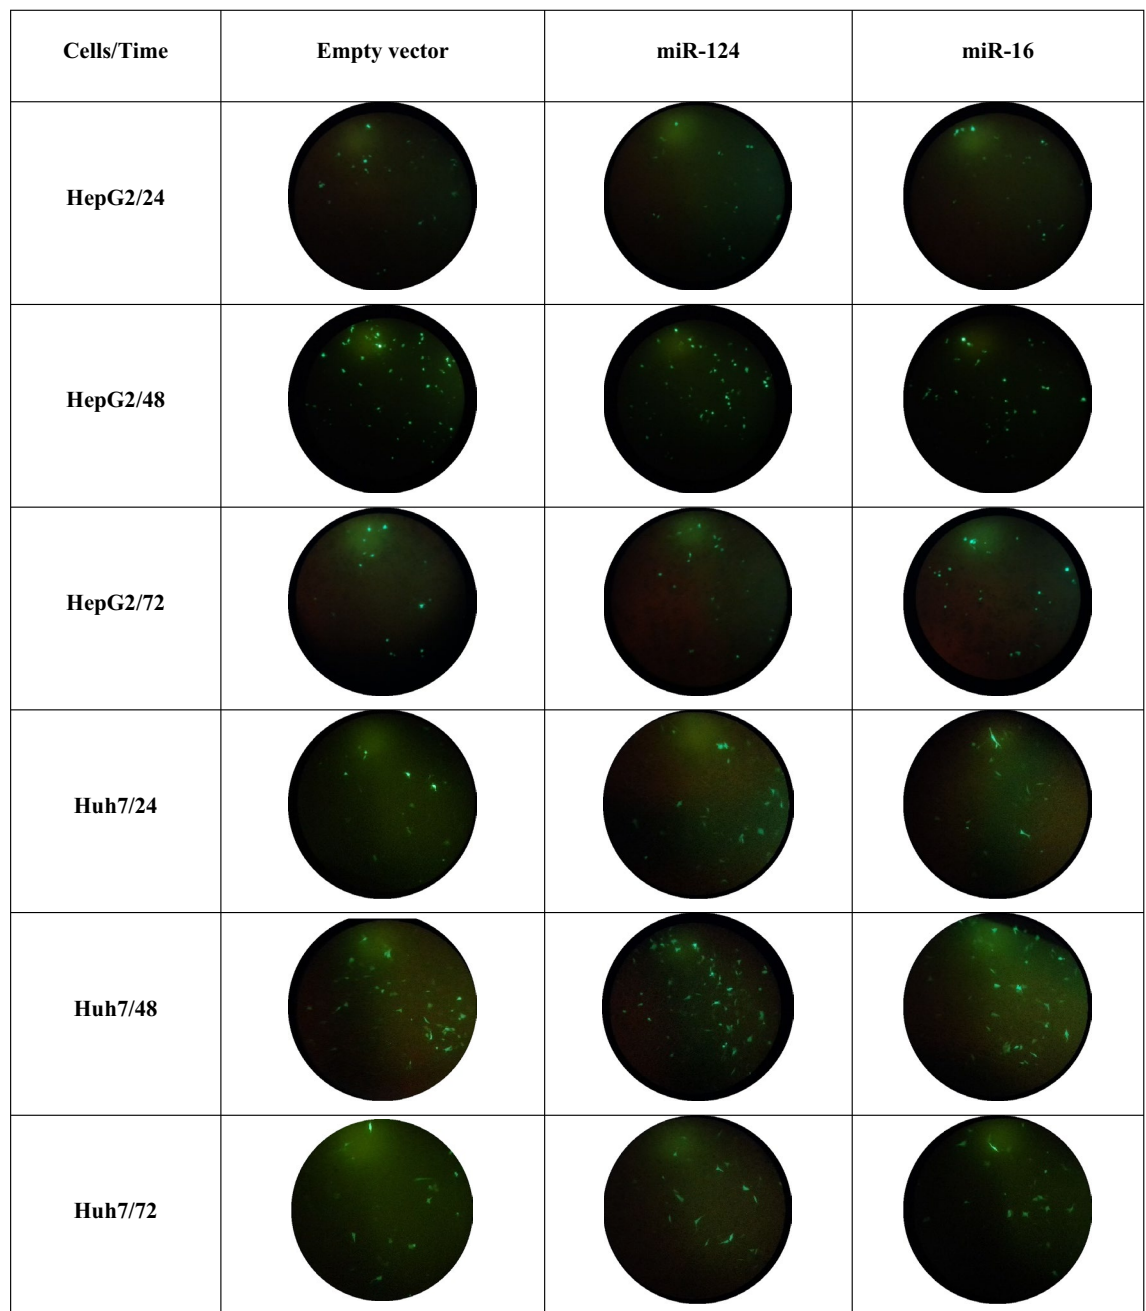 Cells/Time Empty vector miR-124 miR-16
HepG2/24
HepG2/48
HepG2/72
Huh7/24
Huh7/48
Huh7/72